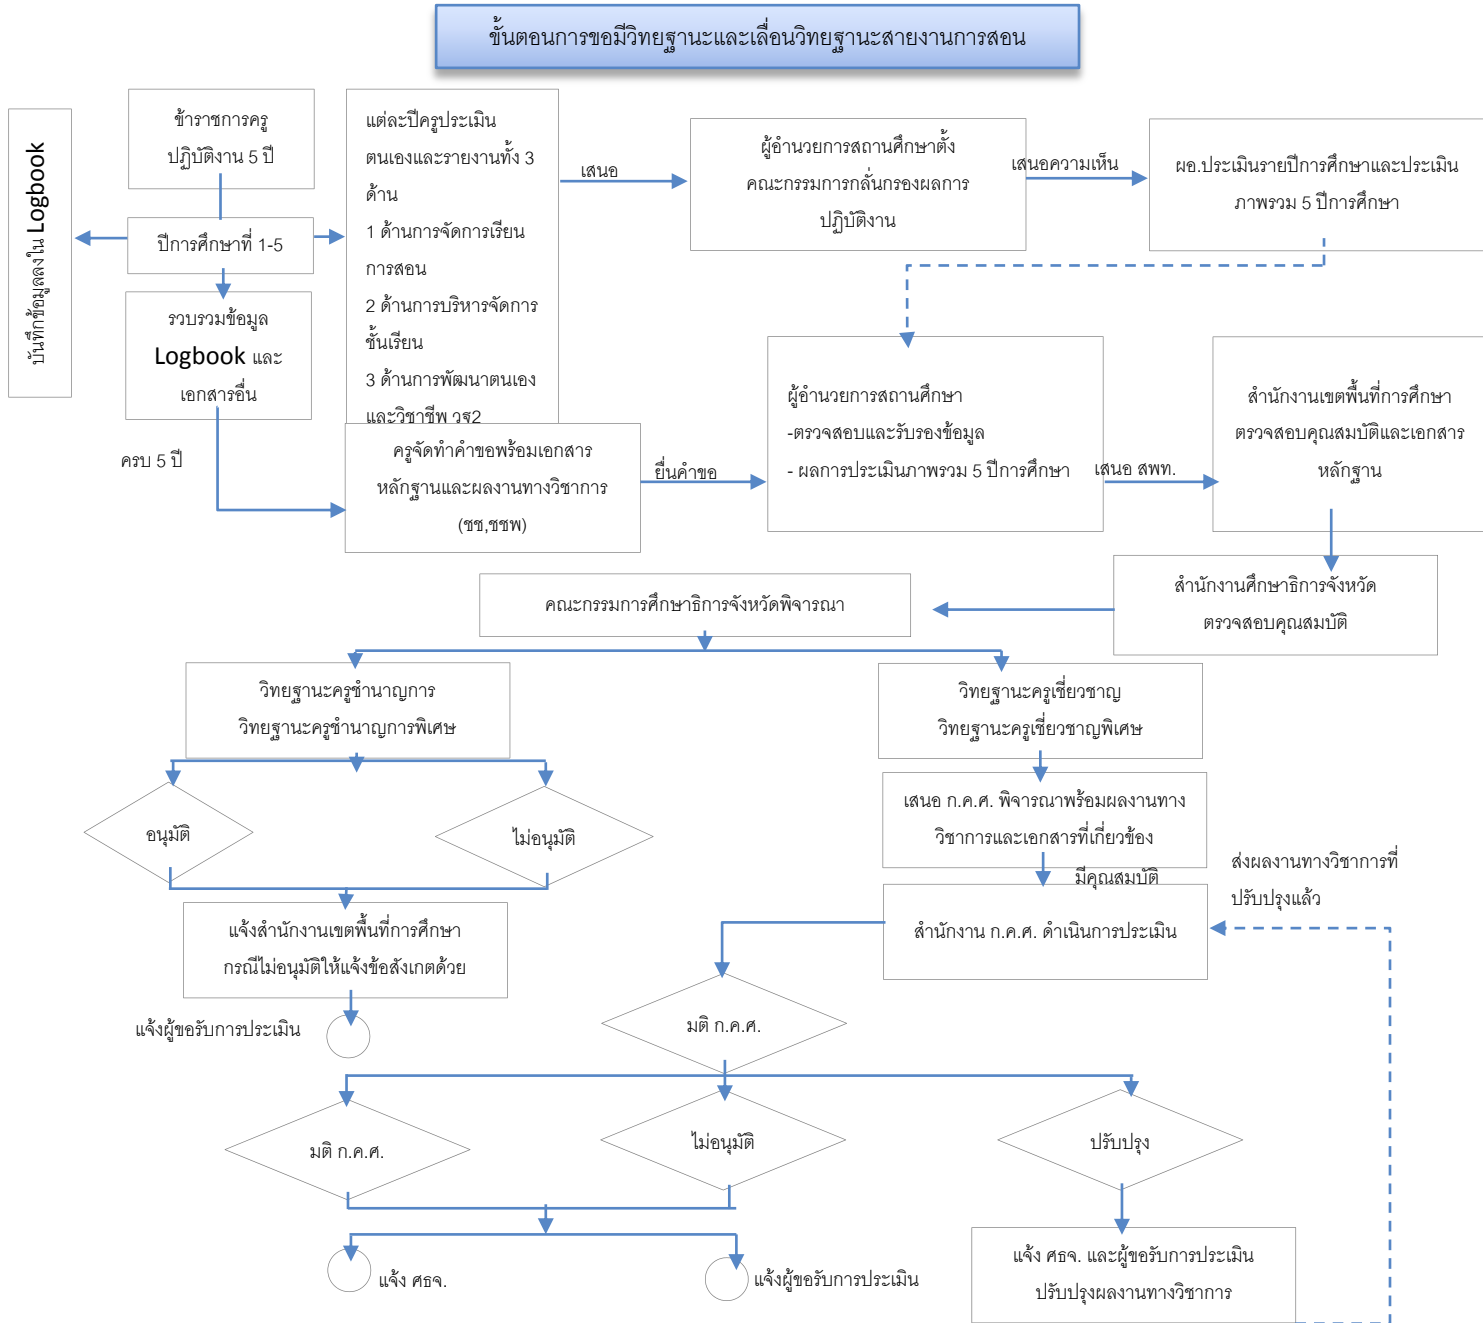 ขั้นตอนการขอมีวิทยฐานะและเลื่อนวิทยฐานะสายงานการสอน
บันทึกข้อมูลลงใน Logbook
ข้าราชการครู
ปฏิบัติงาน 5 ปี
ปีการศึกษาที่ 1-5
รวบรวมข้อมูล
Logbook และ
เอกสารอื่น
ครบ 5 ปี
แต่ละปีครูประเมิน
ตนเองและรายงานทั้ง 3
ด้าน
1 ด้านการจัดการเรียน
การสอน
2 ด้านการบริหารจัดการ
ชั้นเรียน
3 ด้านการพัฒนาตนเอง
และวิชาชีพ วฐ2
เสนอ
ผู้อำนวยการสถานศึกษาตั้ง
คณะกรรมการกลั่นกรองผลการ
ปฏิบัติงาน
เสนอความเห็น
ผอ.ประเมินรายปีการศึกษาและประเมิน
ภาพรวม 5 ปีการศึกษา
ครูจัดทำคำขอพร้อมเอกสาร
หลักฐานและผลงานทางวิชาการ
(ชช,ชชพ)
ยื่นคำขอ
ผู้อำนวยการสถานศึกษา
-ตรวจสอบและรับรองข้อมูล
- ผลการประเมินภาพรวม 5 ปีการศึกษา
เสนอ สพท.
สำนักงานเขตพื้นที่การศึกษา
ตรวจสอบคุณสมบัติและเอกสาร
หลักฐาน
สำนักงานศึกษาธิการจังหวัด
ตรวจสอบคุณสมบัติ
คณะกรรมการศึกษาธิการจังหวัดพิจารณา
วิทยฐานะครูชำนาญการ
วิทยฐานะครูชำนาญการพิเศษ
วิทยฐานะครูเชี่ยวชาญ
วิทยฐานะครูเชี่ยวชาญพิเศษ
อนุมัติ
ไม่อนุมัติ
เสนอ ก.ค.ศ. พิจารณาพร้อมผลงานทาง
วิชาการและเอกสารที่เกี่ยวข้อง
มีคุณสมบัติ
ส่งผลงานทางวิชาการที่
ปรับปรุงแล้ว
แจ้งสำนักงานเขตพื้นที่การศึกษา
กรณีไม่อนุมัติให้แจ้งข้อสังเกตด้วย
สำนักงาน ก.ค.ศ. ดำเนินการประเมิน
แจ้งผู้ขอรับการประเมิน
มติ ก.ค.ศ.
มติ ก.ค.ศ.
ไม่อนุมัติ
ปรับปรุง
แจ้ง ศธจ.
แจ้งผู้ขอรับการประเมิน
แจ้ง ศธจ. และผู้ขอรับการประเมิน
ปรับปรุงผลงานทางวิชาการ